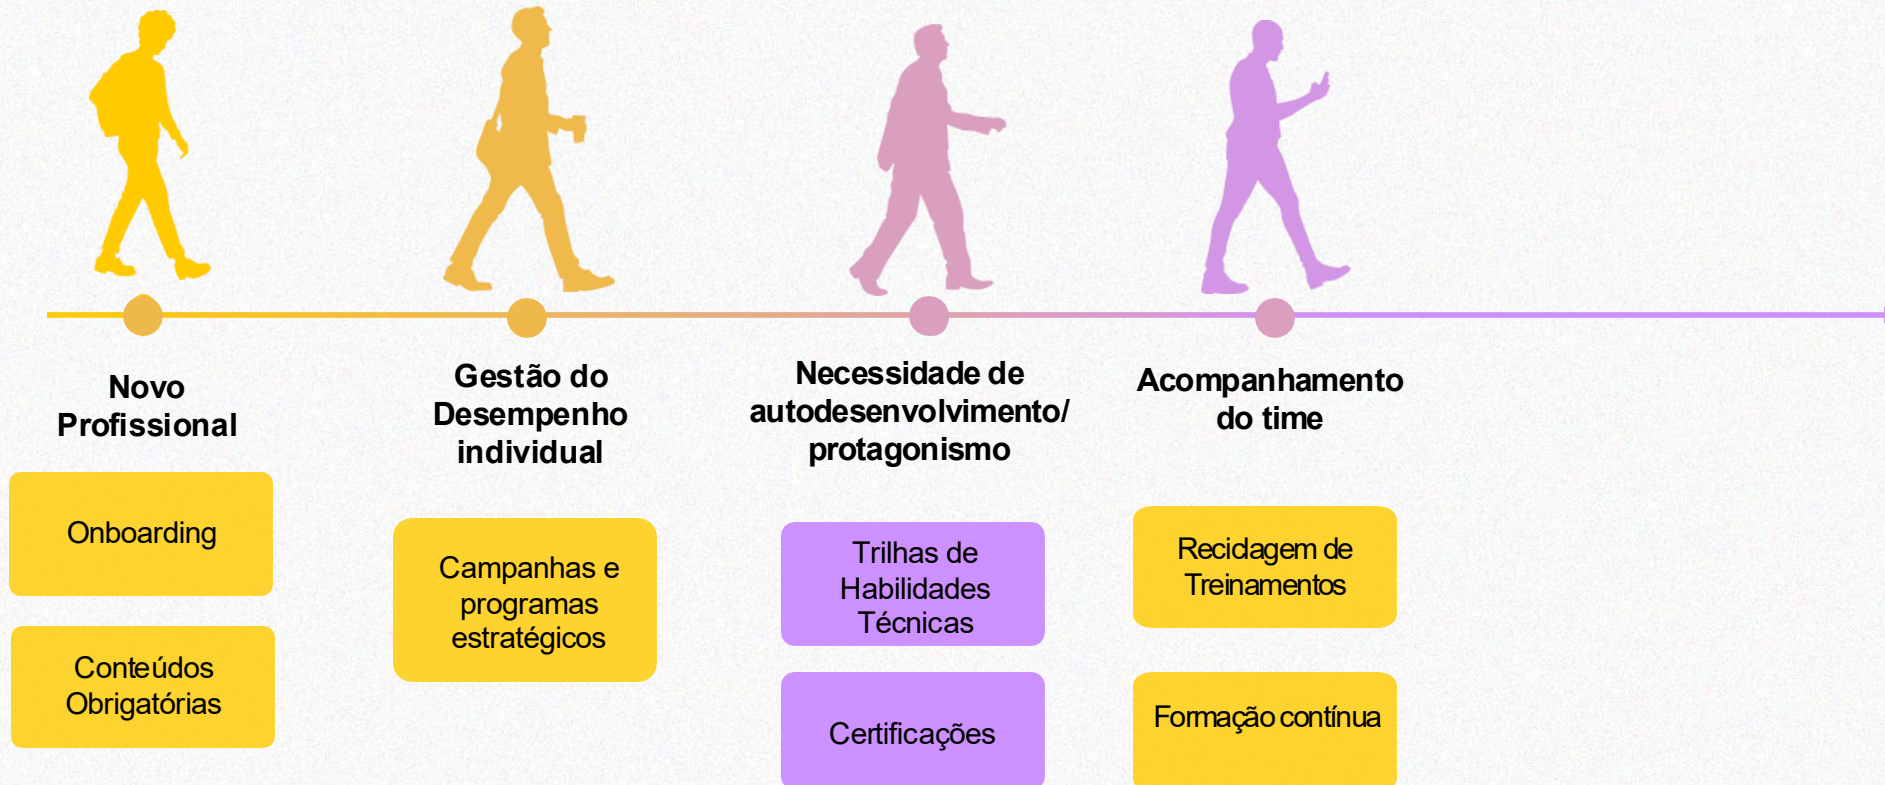 Novo
Profissional
Onboarding
Conteúdos
Obrigatórias
Gestão do
Desempenho
individual
Campanhas e
programas
estratégicos
Necessidade de
autodesenvolvimento/
protagonismo
Trilhas de
Habilidades
Técnicas
Certificações
Acompanhamento
do time
Reciclagem de
Treinamentos
Formação contínua